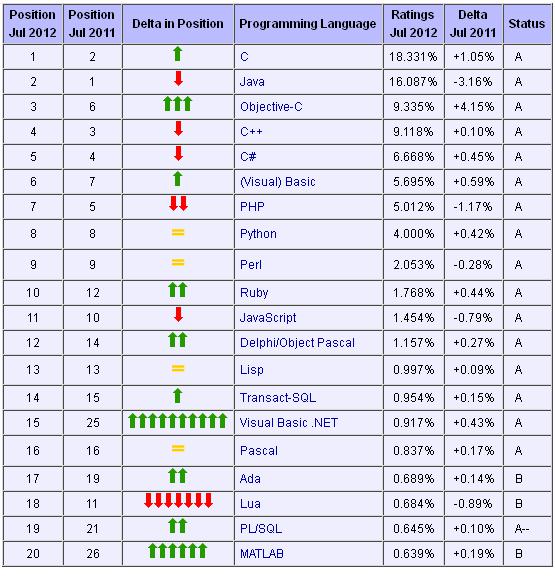 Position Jul 2012 Position Jul 2011 Delta in Position Programming Language Ratings Jul 2012 Delta Jul 2011 Status
1 2 C 18.331% +1.05% A
2 1 Java 16.087% -3.16% A
3 6 Objective-C 9.335% +4.15% A
4 3 C++ 9.118% +0.10% A
5 4 C# 6.668% +0.45% A
6 7 (Visual) Basic 5.695% +0.59% A
7 5 PHP 5.012% -1.17% A
8 8 = Python 4.000% +0.42% A
9 9 = Perl 2.053% -0.28% A
10 12 Ruby 1.768% +0.44% A
11 10 JavaScript 1.454% -0.79% A
12 14 Delphi/Object Pascal 1.157% +0.27% A
13 13 = Lisp 0.997% +0.09% A
14 15 Transact-SQL 0.954% +0.15% A
15 25 Visual Basic .NET 0.917% +0.43% A
16 16 = Pascal 0.837% +0.17% A
17 19 Ada 0.689% +0.14% B
18 11 Lua 0.684% -0.89% B
19 21 PL/SQL 0.645% +0.10% A--
20 26 MATLAB 0.639% +0.19% B